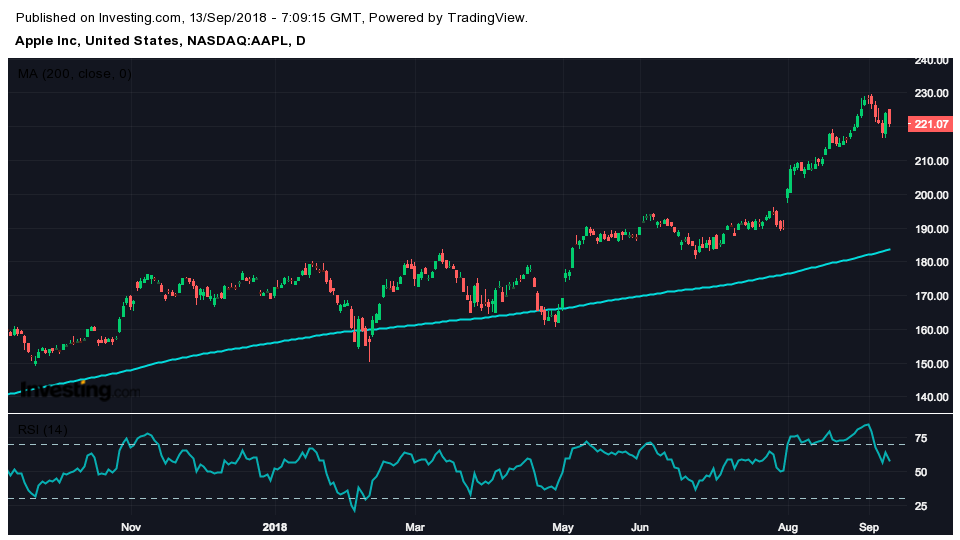 Published on Investing.com, 13/Sep/2018 - 7:09:15 GMT, Powered by TradingView.
Apple Inc, United States, NASDAQ:AAPL, D
MA (200, close, 0)
240.00
230.00
221.07
210.00
200.00
190.00
180.00
170.00
160.00
150.00
140.00
Investing.com
RSI (14)
75
50
25
Nov 2018 Mar May Jun Aug Sep